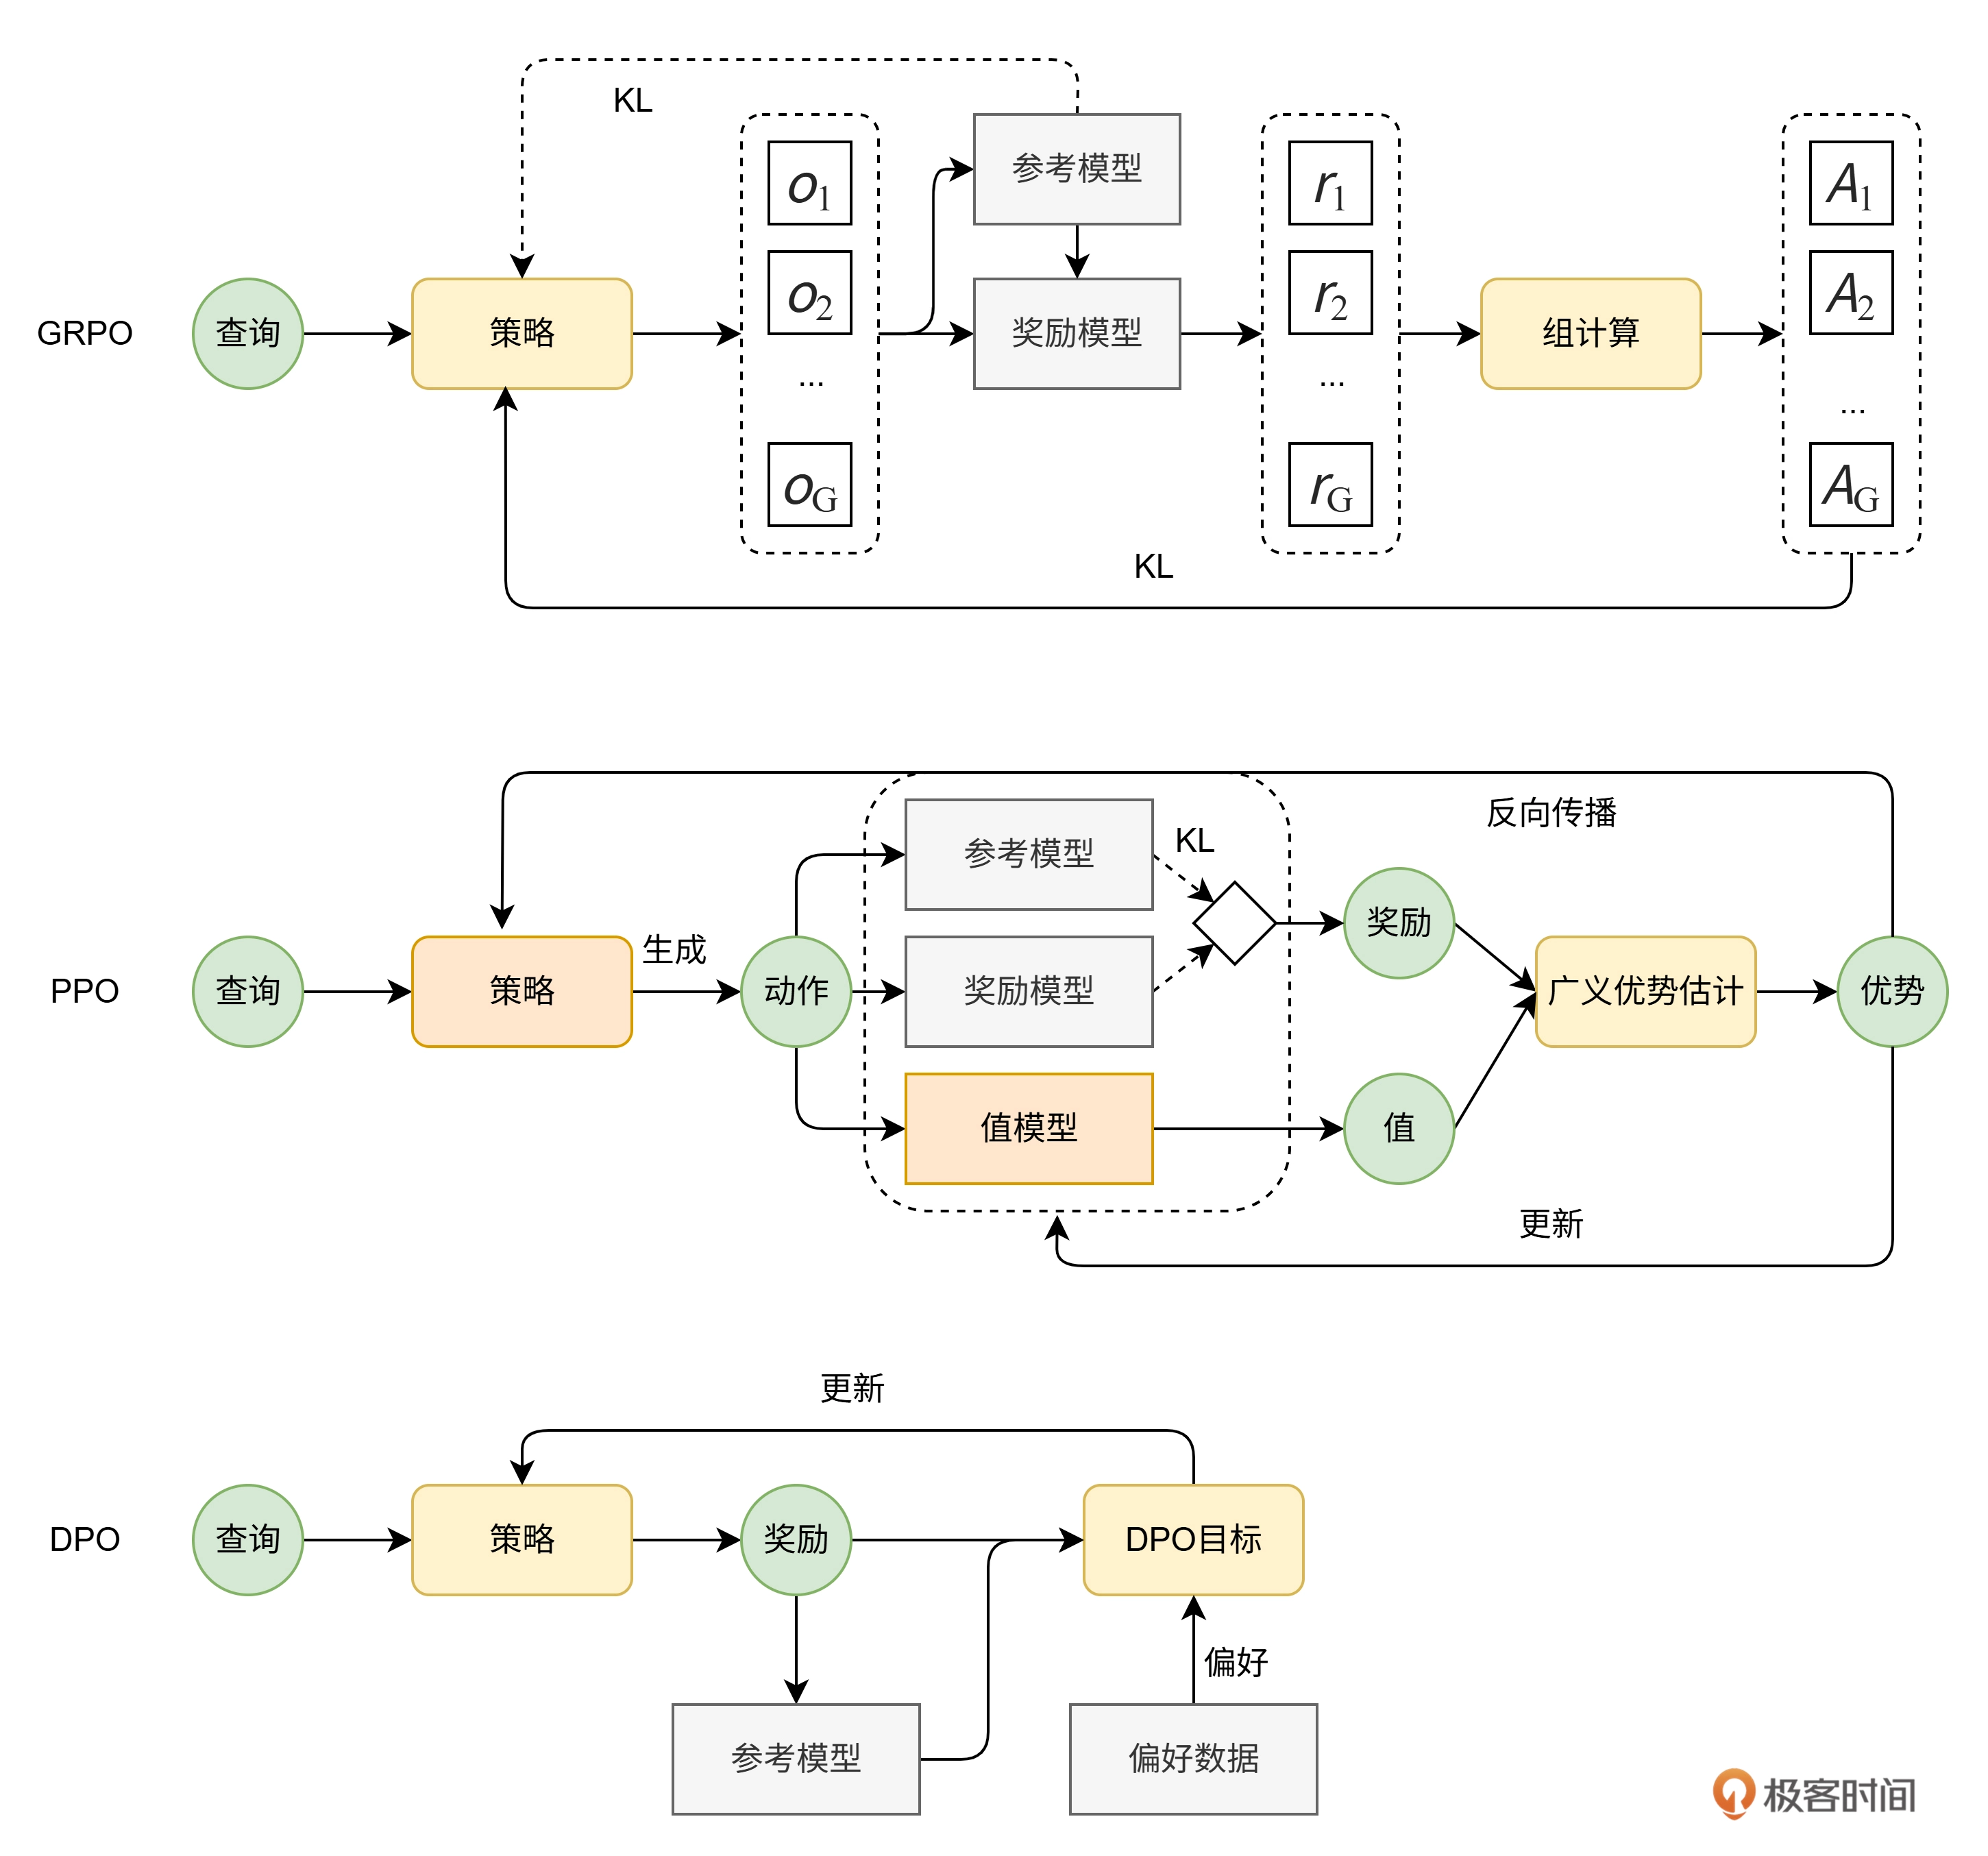 KL
GRPO
查询
策略
o1
o2
...
oG
参考模型
奖励模型
r1
r2
...
rG
组计算
A1
A2
...
AG
KL
PPO
查询
策略
生成
动作
参考模型
奖励模型
值模型
KL
奖励
值
反向传播
广义优势估计
优势
更新
更新
DPO
查询
策略
奖励
DPO目标
偏好
参考模型
偏好数据
极客时间